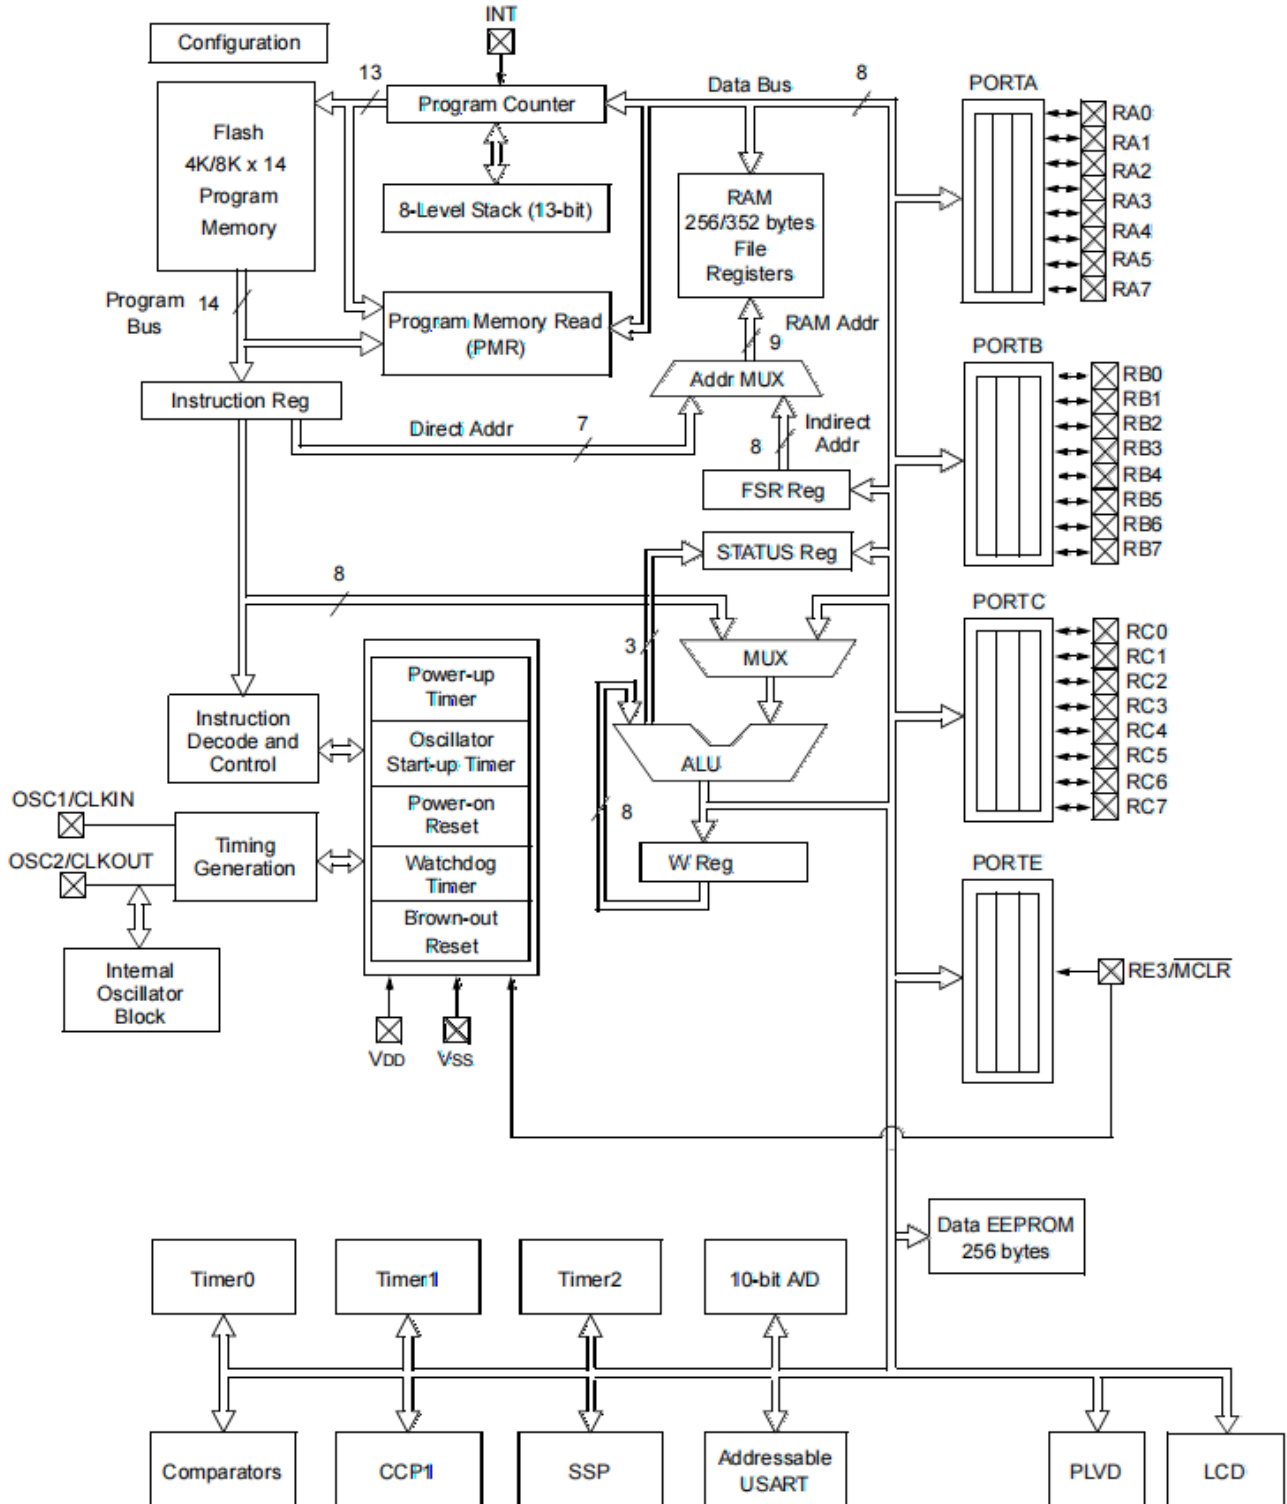 INT
Configuration
13
Program Counter
Data Bus
8
PORTA
RA0
RA1
RA2
RA3
RA4
RA5
RA7
Flash
4K/8K x 14
Program
Memory
8-Level Stack (13-bit)
RAM
256/352 bytes
File
Registers
Program
Bus
14
Program Memory Read
(PMR)
RAM Addr
9
Addr MUX
PORTB
RB0
RB1
RB2
RB3
RB4
RB5
RB6
RB7
Instruction Reg
Direct Addr
7
Indirect
Addr
8
FSR Reg
STATUS Reg
8
3
MUX
PORTC
RC0
RC1
RC2
RC3
RC4
RC5
RC6
RC7
Power-up
Timer
Oscillator
Start-up Timer
Power-on
Reset
Watchdog
Timer
Brown-out
Reset
Instruction
Decode and
Control
ALU
8
W Reg
OSC1/CLKIN
OSC2/CLKOUT
Timing
Generation
Internal
Oscillator
Block
VDD
VSS
PORTE
RE3/MCLR
Data EEPROM
256 bytes
Timer0
Timer1
Timer2
10-bit A/D
Comparators
CCP1
SSP
Addressable
USART
PLVD
LCD